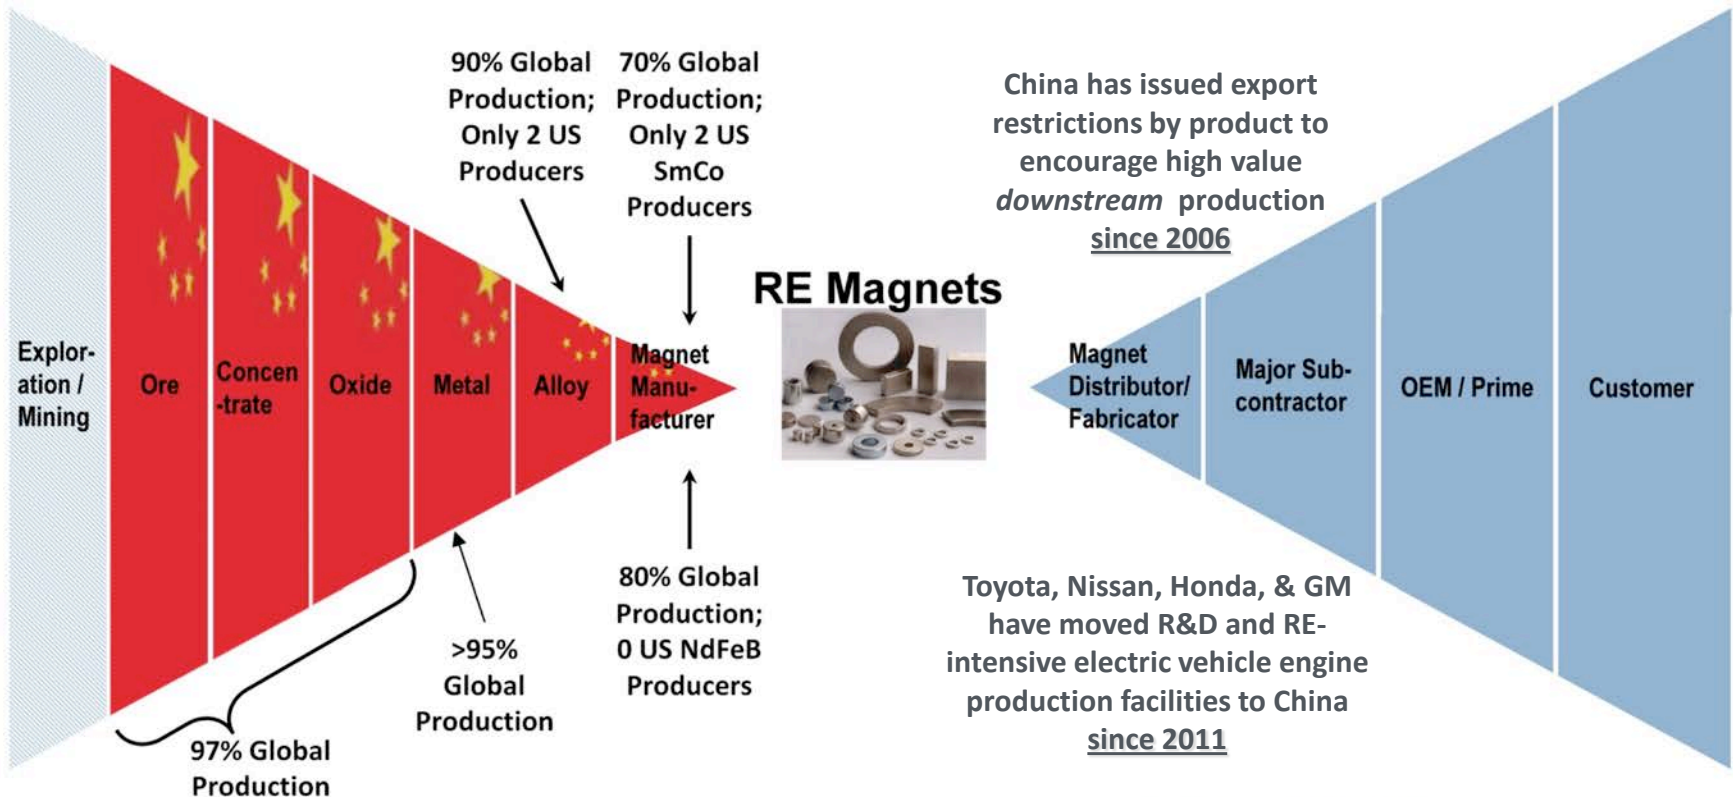 90% Global
Production;
Only 2 US
Producers
70% Global
Production;
Only 2 US
SmCo
Producers
China has issued export
restrictions by product to
encourage high value
downstream production
since 2006
RE Magnets
Explor-
ation /
Mining
Ore
Concen
-trate
Oxide
Metal
Alloy
Magnet
Manu-
facturer
Magnet
Distributor/
Fabricator
Major Sub-
contractor
OEM / Prime
Customer
97% Global
Production
>95%
Global
Production
80% Global
Production;
0 US NdFeB
Producers
Toyota, Nissan, Honda, & GM
have moved R&D and RE-
intensive electric vehicle engine
production facilities to China
since 2011